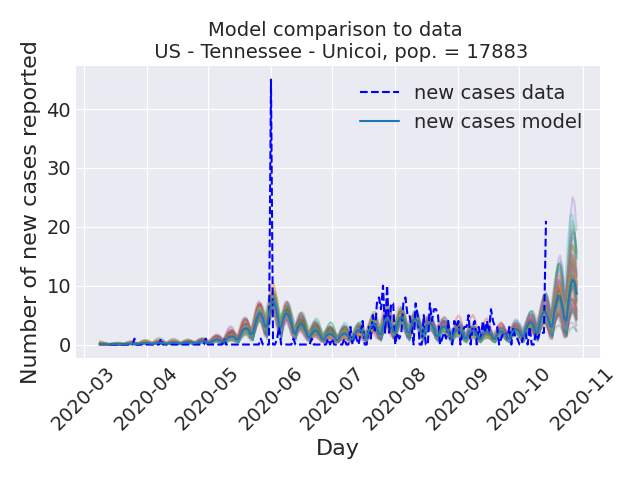 Model comparison to data
US - Tennessee - Unicoi, pop. = 17883
Number of new cases reported
40
30
20
10
0
new cases data
new cases model
2020-03
2020-04
2020-05
2020-06
2020-07
2020-08
2020-09
2020-10
2020-11
Day